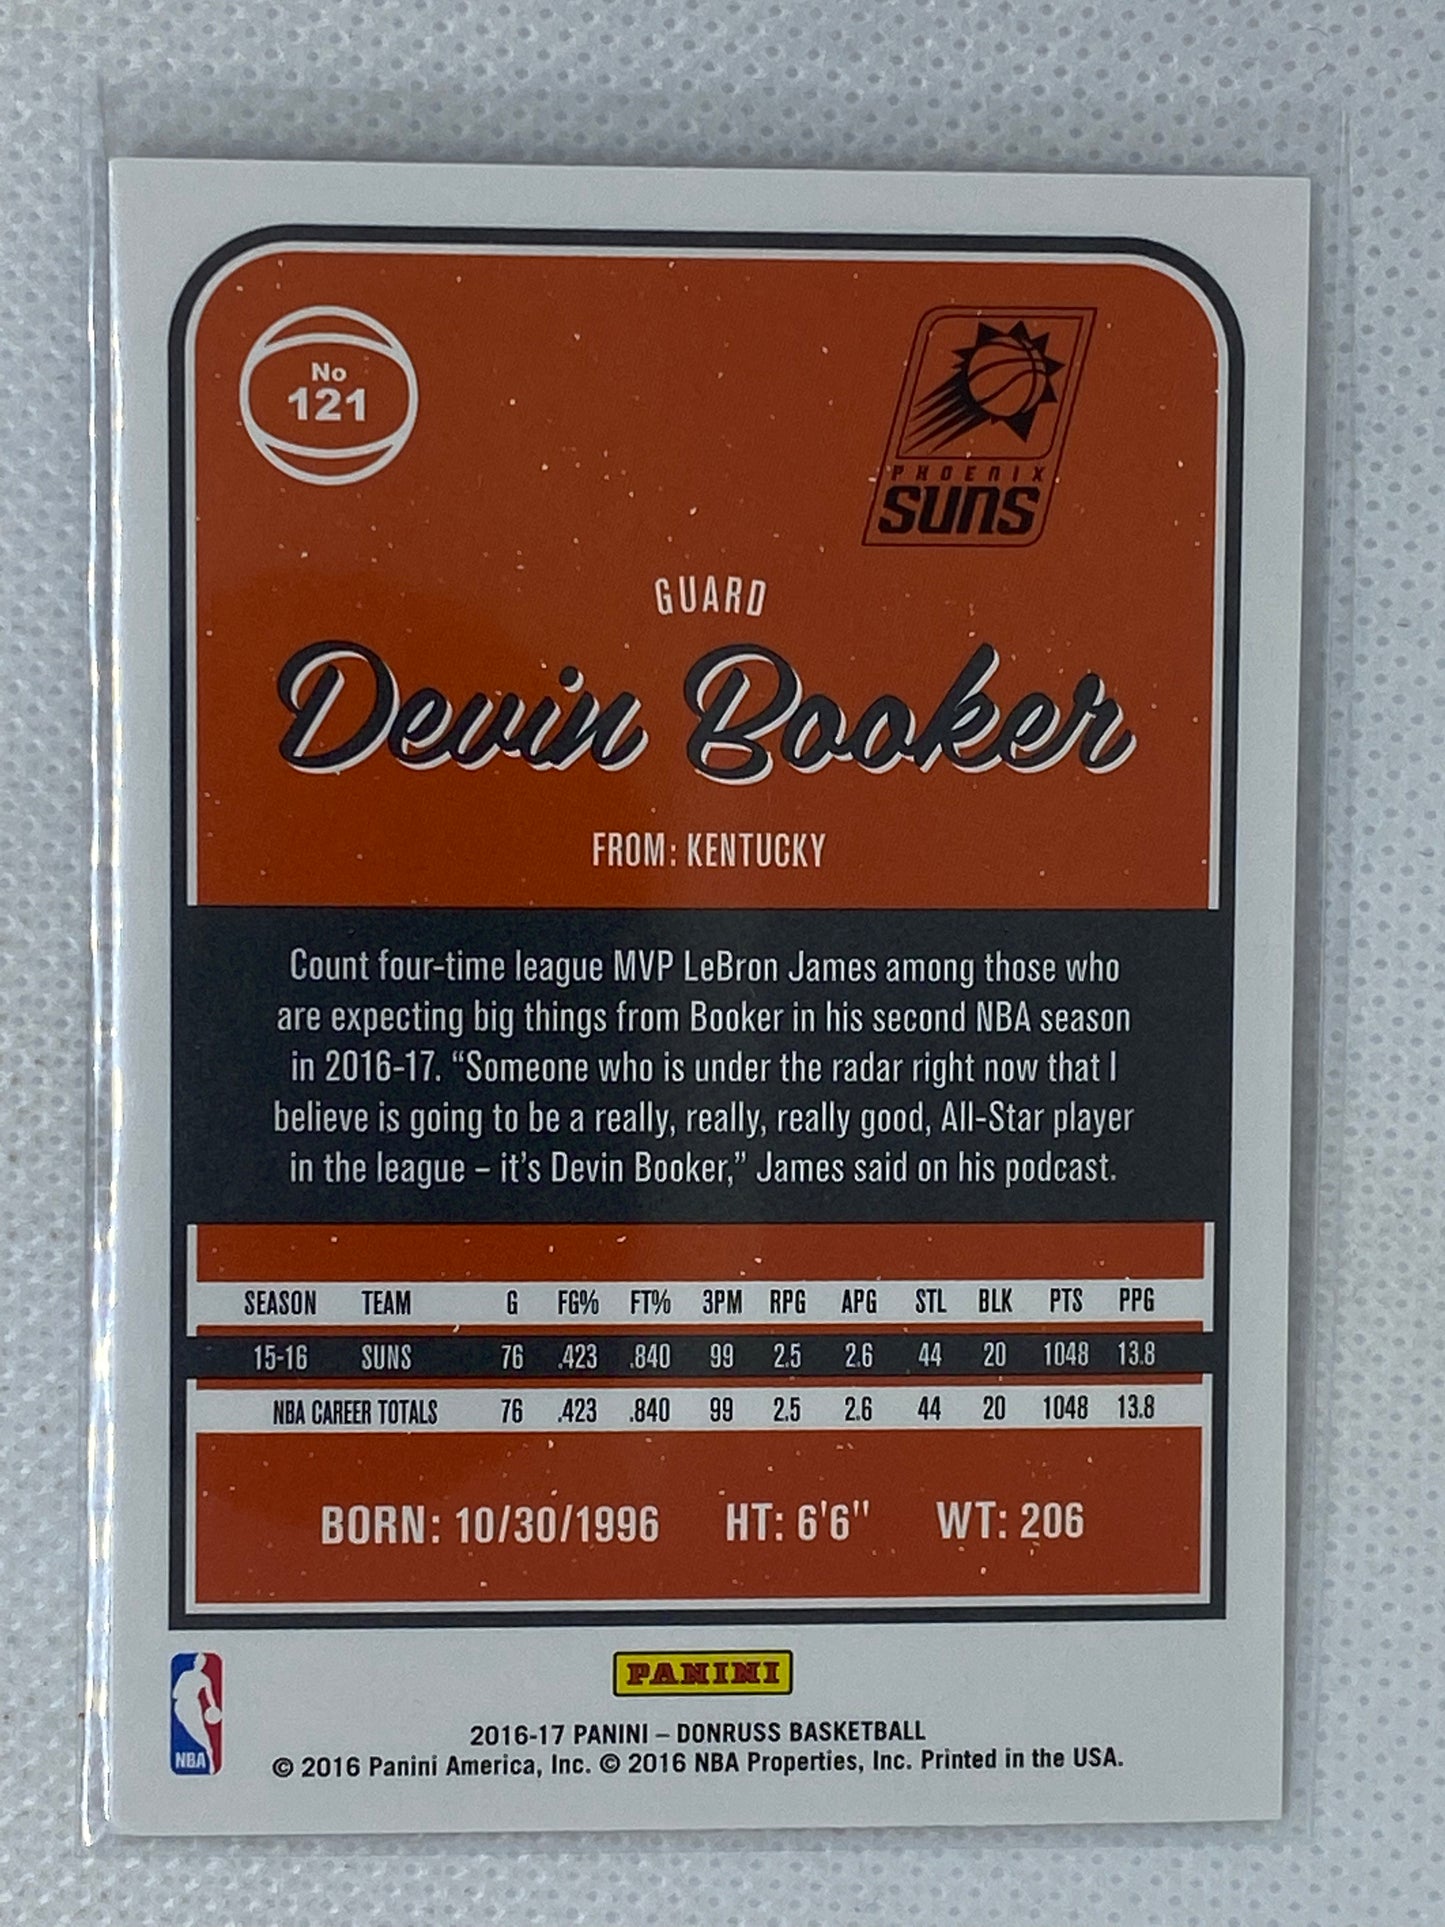 No
121
PHOENIX
SUNS
GUARD
Devin Booker
FROM: KENTUCKY
Count four-time league MVP LeBron James among those who
are expecting big things from Booker in his second NBA season
in 2016-17. “Someone who is under the radar right now that I
believe is going to be a really, really, really good, All-Star player
in the league – it’s Devin Booker,” James said on his podcast.
SEASON TEAM G FG% FT% 3PM RPG APG STL BLK PTS PPG
15-16 SUNS 76 .423 .840 99 2.5 2.6 44 20 1048 13.8
NBA CAREER TOTALS 76 .423 .840 99 2.5 2.6 44 20 1048 13.8
BORN: 10/30/1996 HT: 6'6" WT: 206
NBA
PANINI
2016-17 PANINI – DONRUSS BASKETBALL
© 2016 Panini America, Inc. © 2016 NBA Properties, Inc. Printed in the USA.